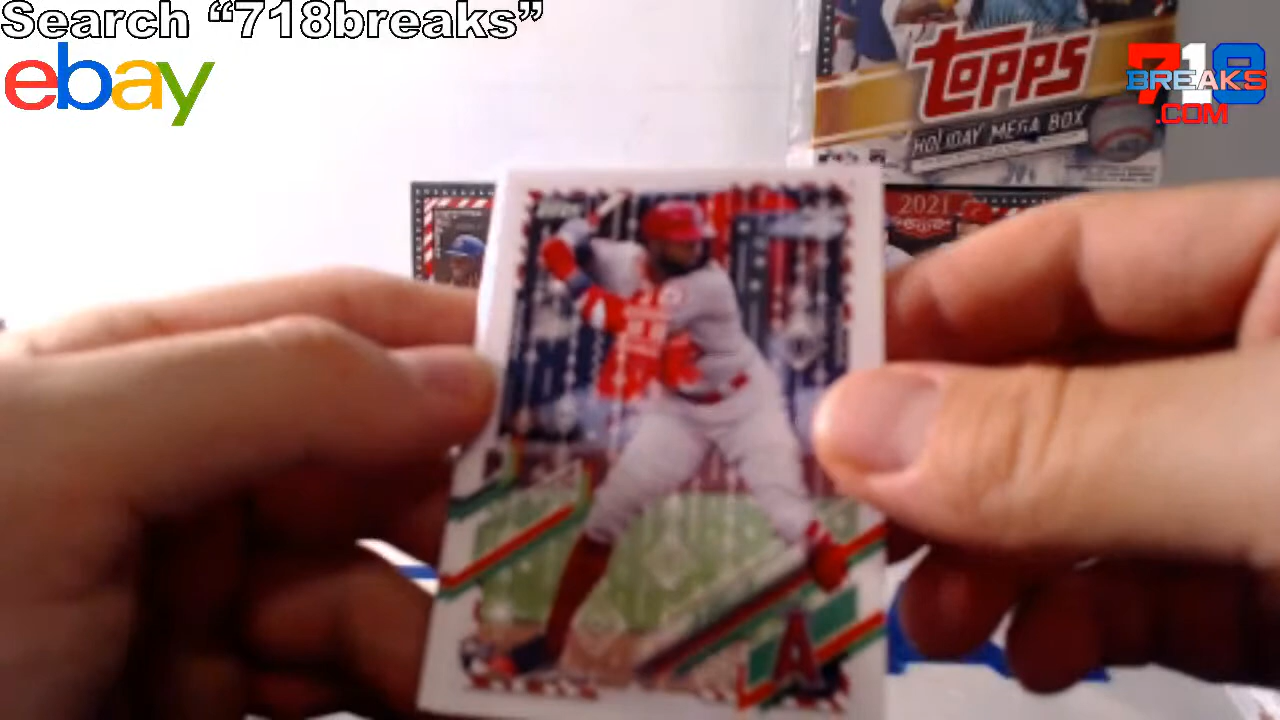 Search “718breaks”
ebay
718
BREAKS
.COM
TOPPS
HOLIDAY MEGA BOX
2021
A